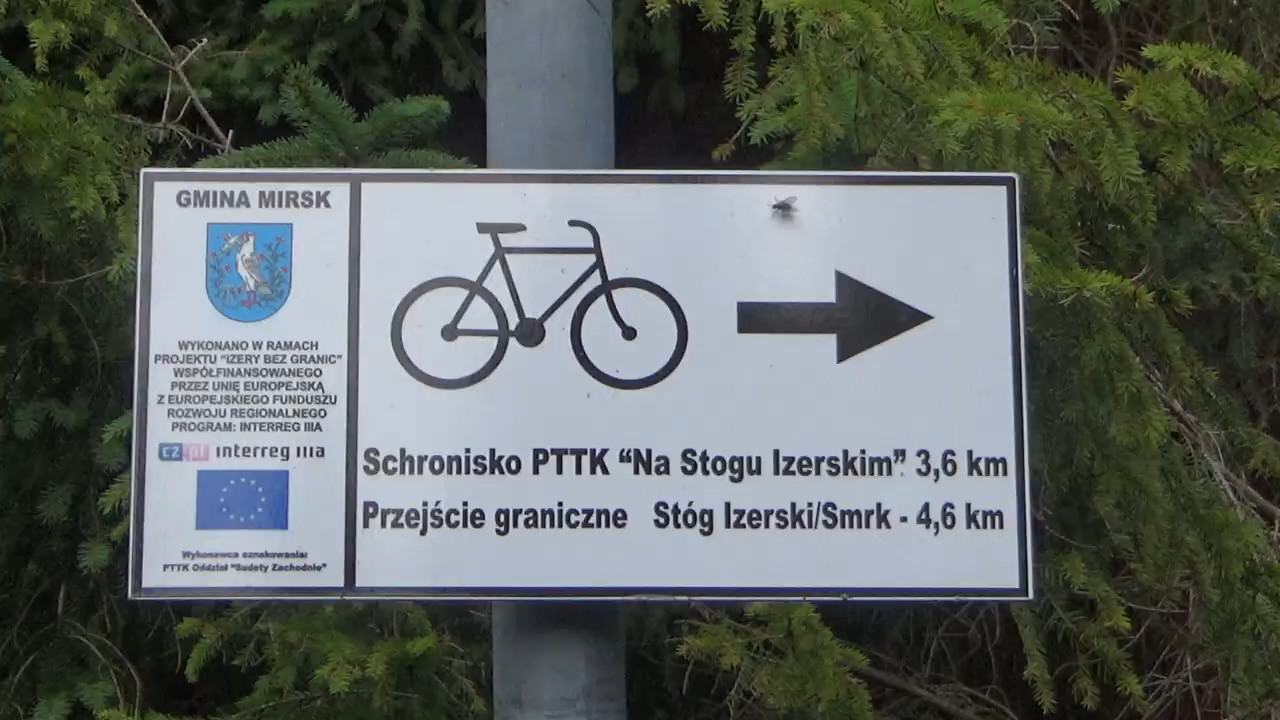 GMINA MIRSK
WYKONANO W RAMACH
PROJEKTU "IZERY BEZ GRANIC"
WSPÓŁFINANSOWANEGO
PRZEZ UNIĘ EUROPEJSKĄ
Z EUROPEJSKIEGO FUNDUSZU
ROZWOJU REGIONALNEGO
PROGRAM: INTERREG IIIA
cz pl interreg IIIa
Wykonawca oznakowania:
PTTK Oddział "Sudety Zachodnie"
Schronisko PTTK “Na Stogu Izerskim” 3,6 km
Przejście graniczne Stóg Izerski/Smrk - 4,6 km